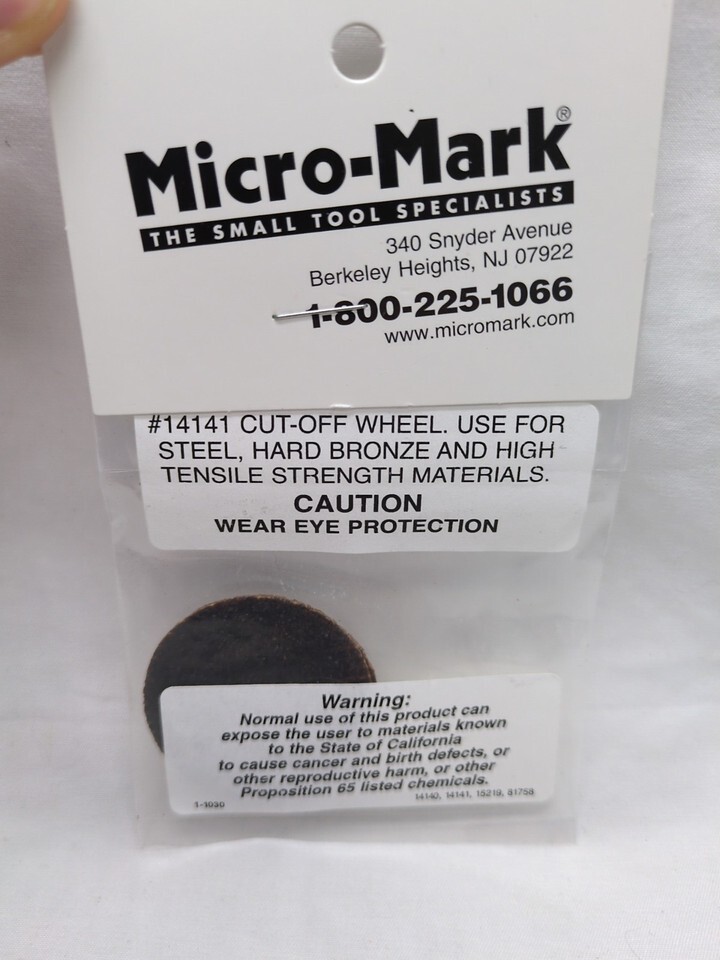 Micro-Mark®
THE SMALL TOOL SPECIALISTS
340 Snyder Avenue
Berkeley Heights, NJ 07922
1-800-225-1066
www.micromark.com
#14141 CUT-OFF WHEEL. USE FOR
STEEL, HARD BRONZE AND HIGH
TENSILE STRENGTH MATERIALS.
CAUTION
WEAR EYE PROTECTION
Warning:
Normal use of this product can
expose the user to materials known
to the State of California
to cause cancer and birth defects, or
other reproductive harm, or other
Proposition 65 listed chemicals.
1-1030 14140, 14141, 15219, 81758